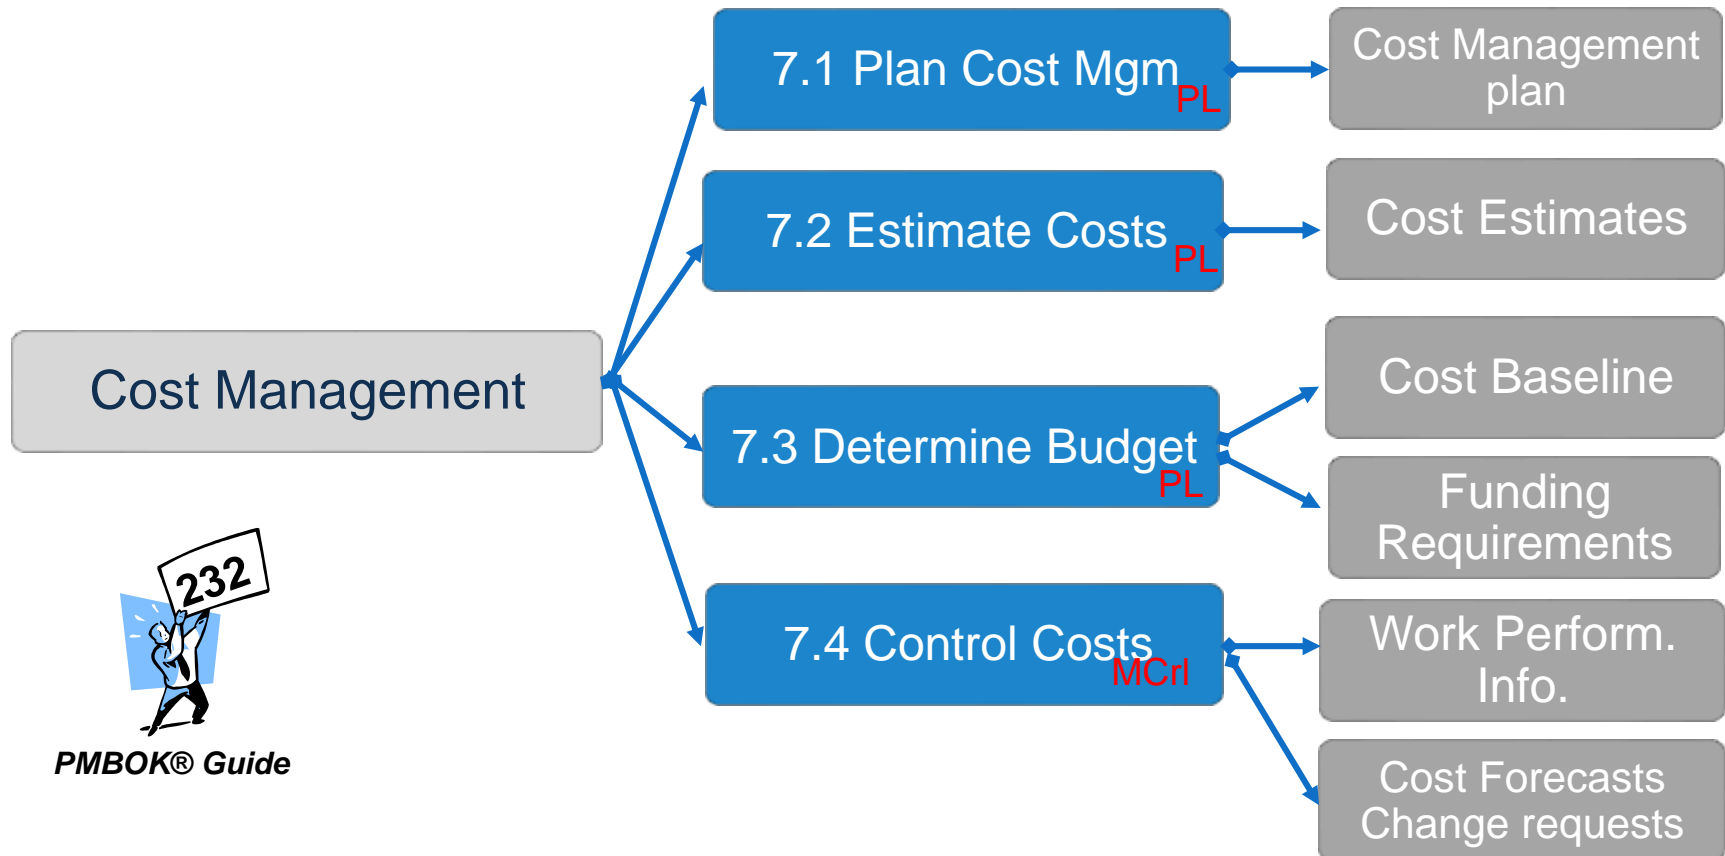 7.1 Plan Cost Mgm
PL
Cost Management
plan
7.2 Estimate Costs
PL
Cost Estimates
Cost Management
7.3 Determine Budget
PL
Cost Baseline
Funding
Requirements
7.4 Control Costs
MCrl
Work Perform.
Info.
Cost Forecasts
Change requests
232
PMBOK® Guide